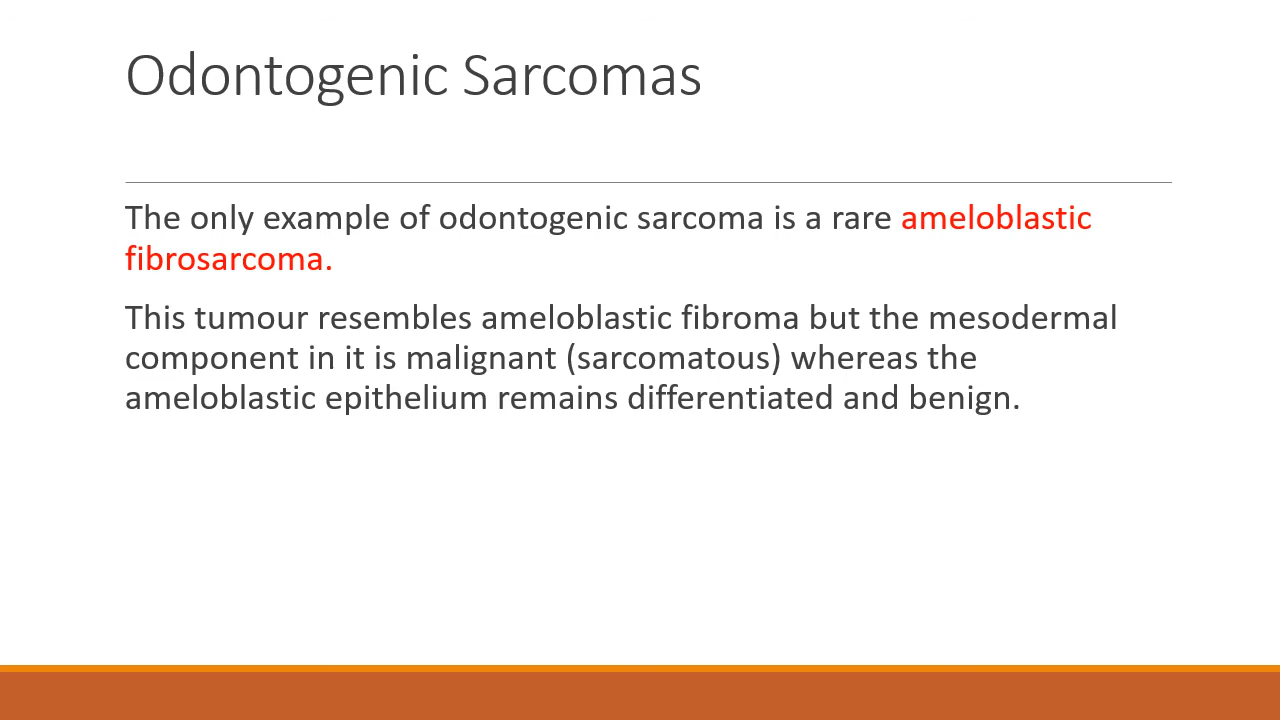 Odontogenic Sarcomas
The only example of odontogenic sarcoma is a rare ameloblastic
fibrosarcoma.
This tumour resembles ameloblastic fibroma but the mesodermal
component in it is malignant (sarcomatous) whereas the
ameloblastic epithelium remains differentiated and benign.